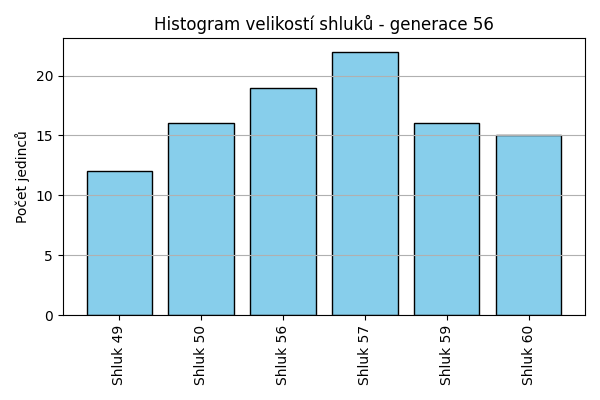 Histogram velikostí shluků - generace 56
Počet jedinců
20
15
10
5
0
Shluk 49
Shluk 50
Shluk 56
Shluk 57
Shluk 59
Shluk 60